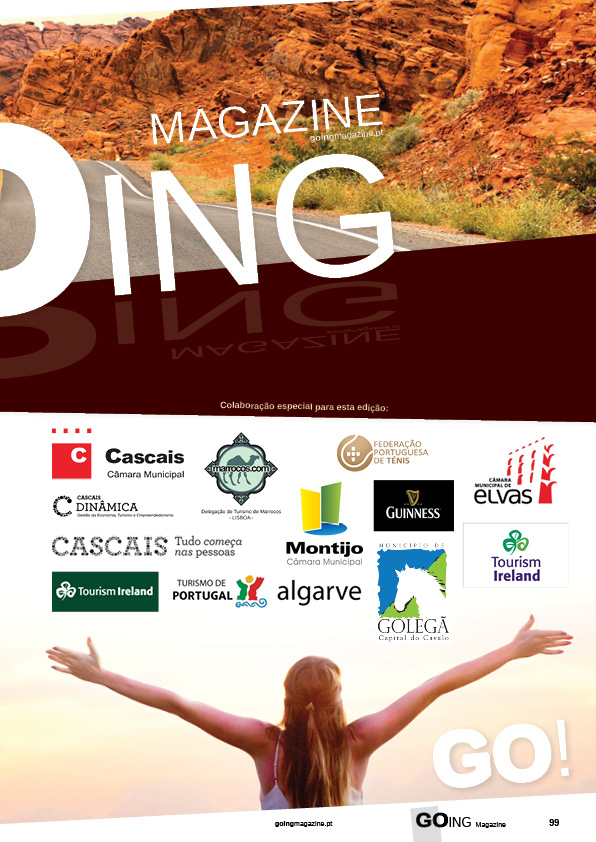 MAGAZINE
goingmagazine.pt
OING
Colaboração especial para esta edição:
C
Cascais
Câmara Municipal
marrocos.com
Delegação de Turismo de Marrocos
- LISBOA -
FEDERAÇÃO
PORTUGUESA
DE TÉNIS
CÂMARA
MUNICIPAL DE
elvas
CASCAIS
DINÂMICA
Gestão da Economia, Turismo e Empreendedorismo
GUINNESS
CASCAIS Tudo começa
nas pessoas
Montijo
Câmara Municipal
MUNICIPIO DE
GOLEGÃ
Capital do Cavalo
Tourism
Ireland
Tourism Ireland
TURISMO DE
PORTUGAL
algarve
GO!
goingmagazine.pt
GOING Magazine
99